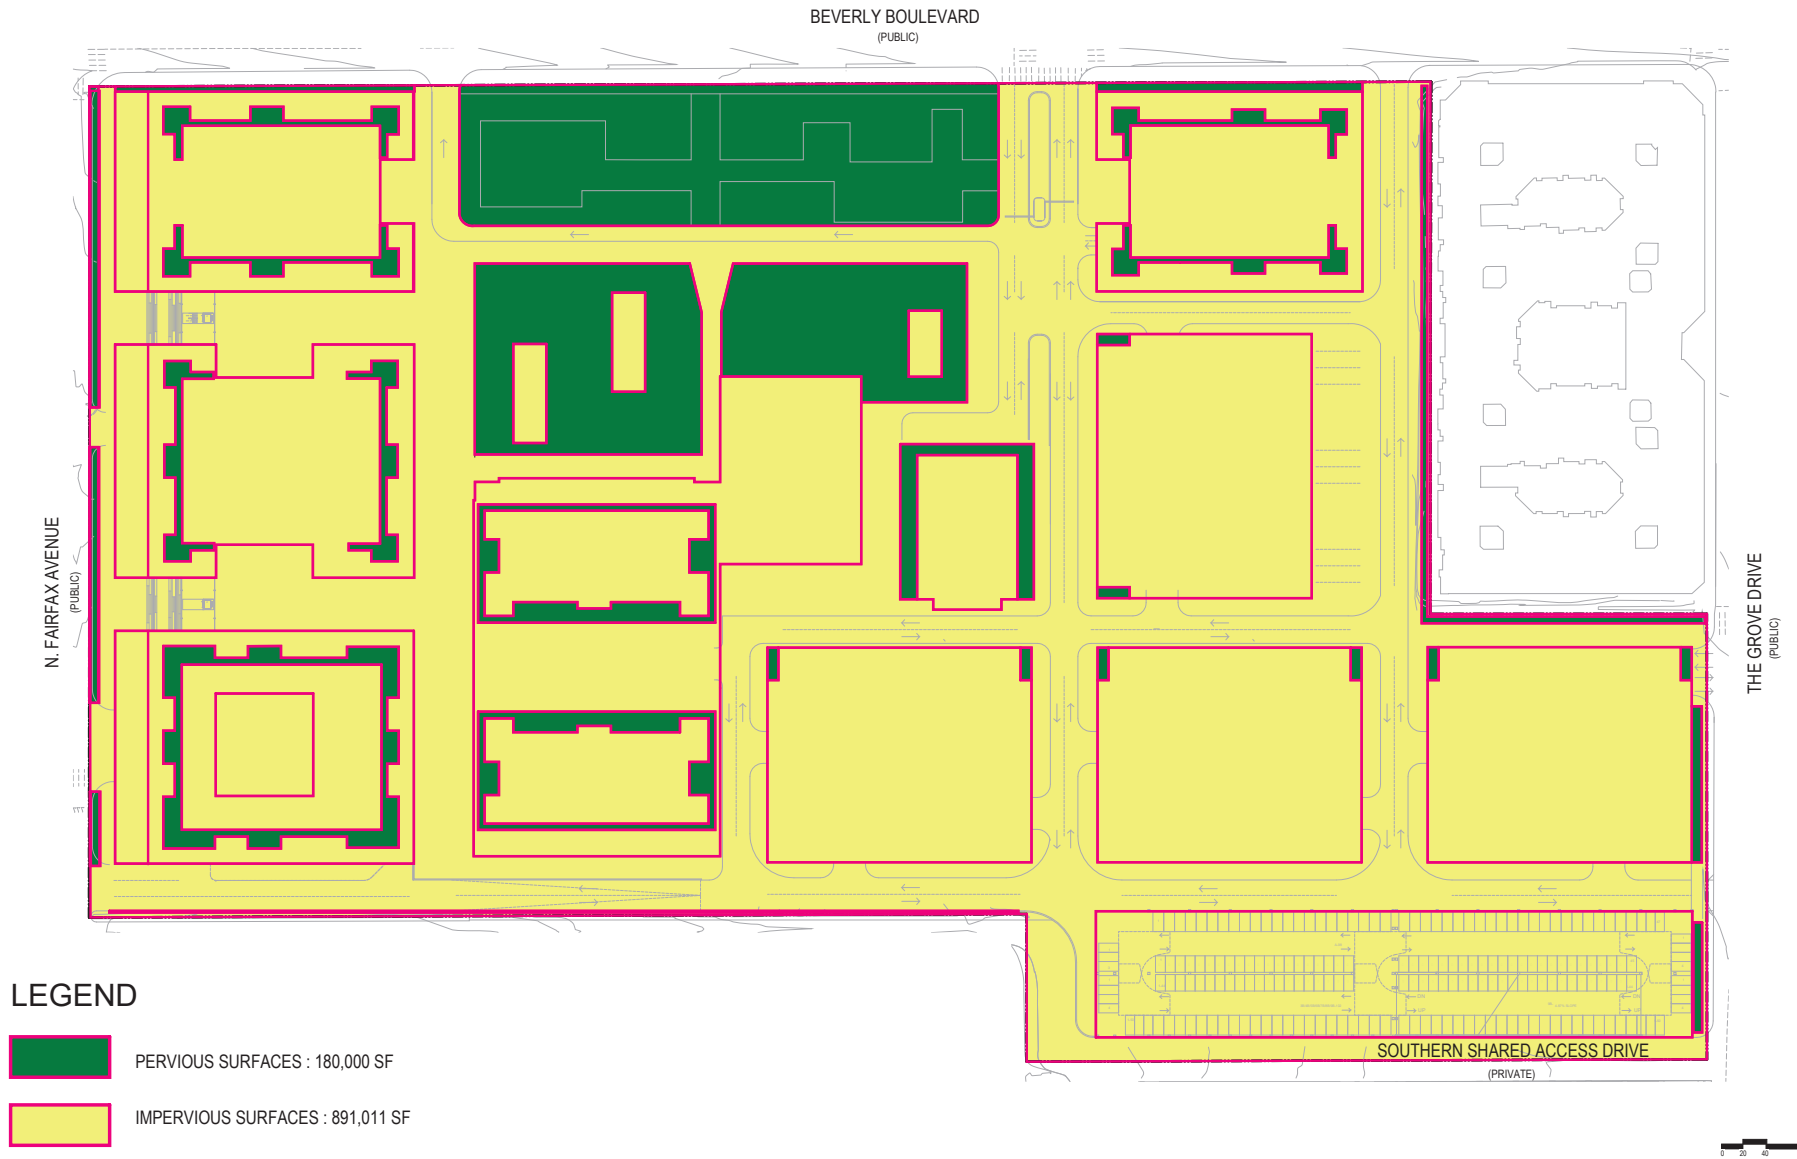 BEVERLY BOULEVARD
(PUBLIC)
N. FAIRFAX AVENUE
(PUBLIC)
THE GROVE DRIVE
(PUBLIC)
SOUTHERN SHARED ACCESS DRIVE
(PRIVATE)
LEGEND
PERVIOUS SURFACES : 180,000 SF
IMPERVIOUS SURFACES : 891,011 SF
0 20 40